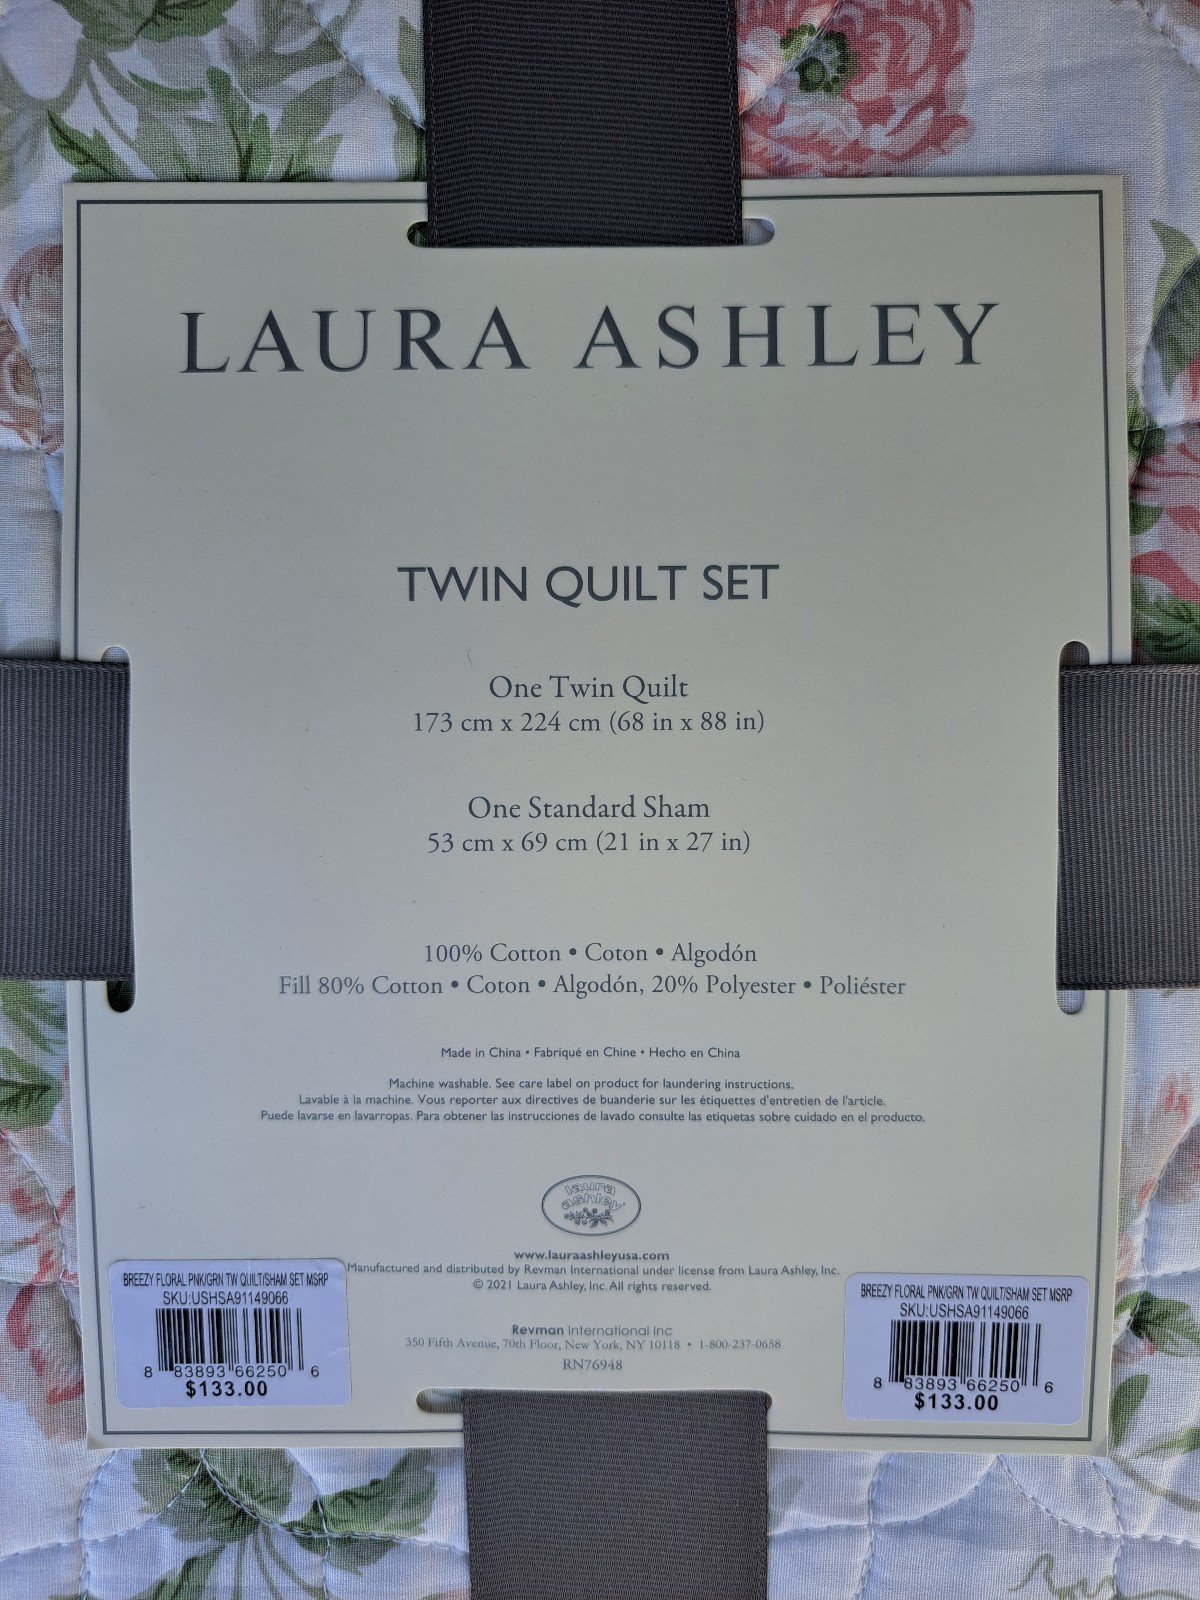 LAURA ASHLEY
TWIN QUILT SET
One Twin Quilt
173 cm x 224 cm (68 in x 88 in)
One Standard Sham
53 cm x 69 cm (21 in x 27 in)
100% Cotton • Coton • Algodón
Fill 80% Cotton • Coton • Algodón, 20% Polyester • Poliéster
Made in China • Fabriqué en Chine • Hecho en China
Machine washable. See care label on product for laundering instructions.
Lavable à la machine. Vous reporter aux directives de buanderie sur les étiquettes d'entretien de l'article.
Puede lavarse en lavarropas. Para obtener las instrucciones de lavado consulte las etiquetas sobre cuidado en el producto.
laura
ashley
www.lauraashleyusa.com
Manufactured and distributed by Revman International under license from Laura Ashley, Inc.
© 2021 Laura Ashley, Inc. All rights reserved.
Revman International Inc
350 Fifth Avenue, 70th Floor, New York, NY 10118 • 1-800-237-0658
RN76948
BREEZY FLORAL PNK/GRN TW QUILT/SHAM SET MSRP
SKU:USHSA91149066
8 83893 66250 6
$133.00
BREEZY FLORAL PNK/GRN TW QUILT/SHAM SET MSRP
SKU:USHSA91149066
8 83893 66250 6
$133.00